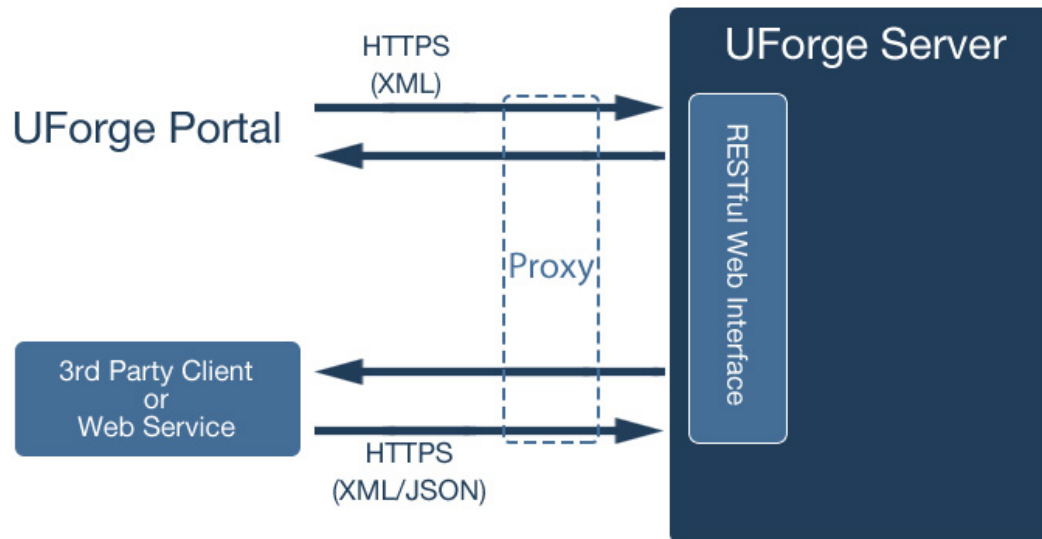 HTTPS
(XML)
UForge Server
UForge Portal
RESTful Web Interface
Proxy
3rd Party Client
or
Web Service
HTTPS
(XML/JSON)